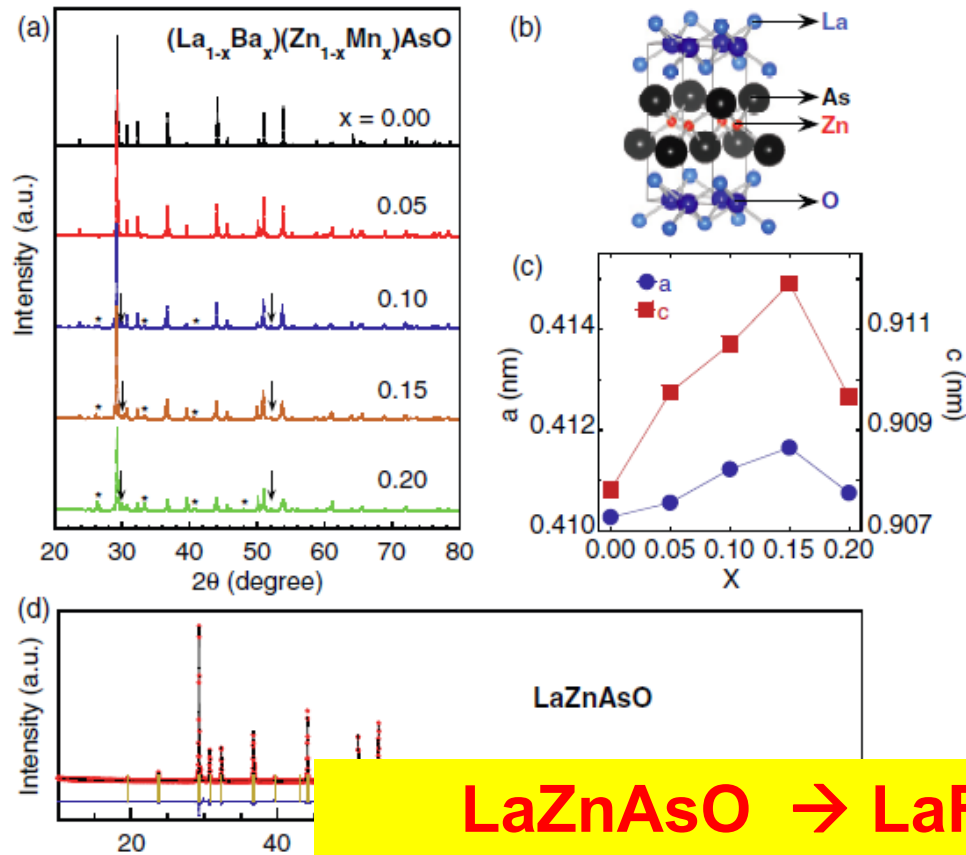 (a)
(La1-xBax)(Zn1-xMnx)AsO
x = 0.00
0.05
0.10
0.15
0.20
* * *
* * *
* * * *
Intensity (a.u.)
20 30 40 50 60 70 80
2θ (degree)
(b)
La
As
Zn
O
(c)
a
c
0.414
0.412
0.410
a (nm)
0.911
0.909
0.907
c (nm)
0.00 0.05 0.10 0.15 0.20
X
(d)
Intensity (a.u.)
LaZnAsO
20 40
LaZnAsO → LaF